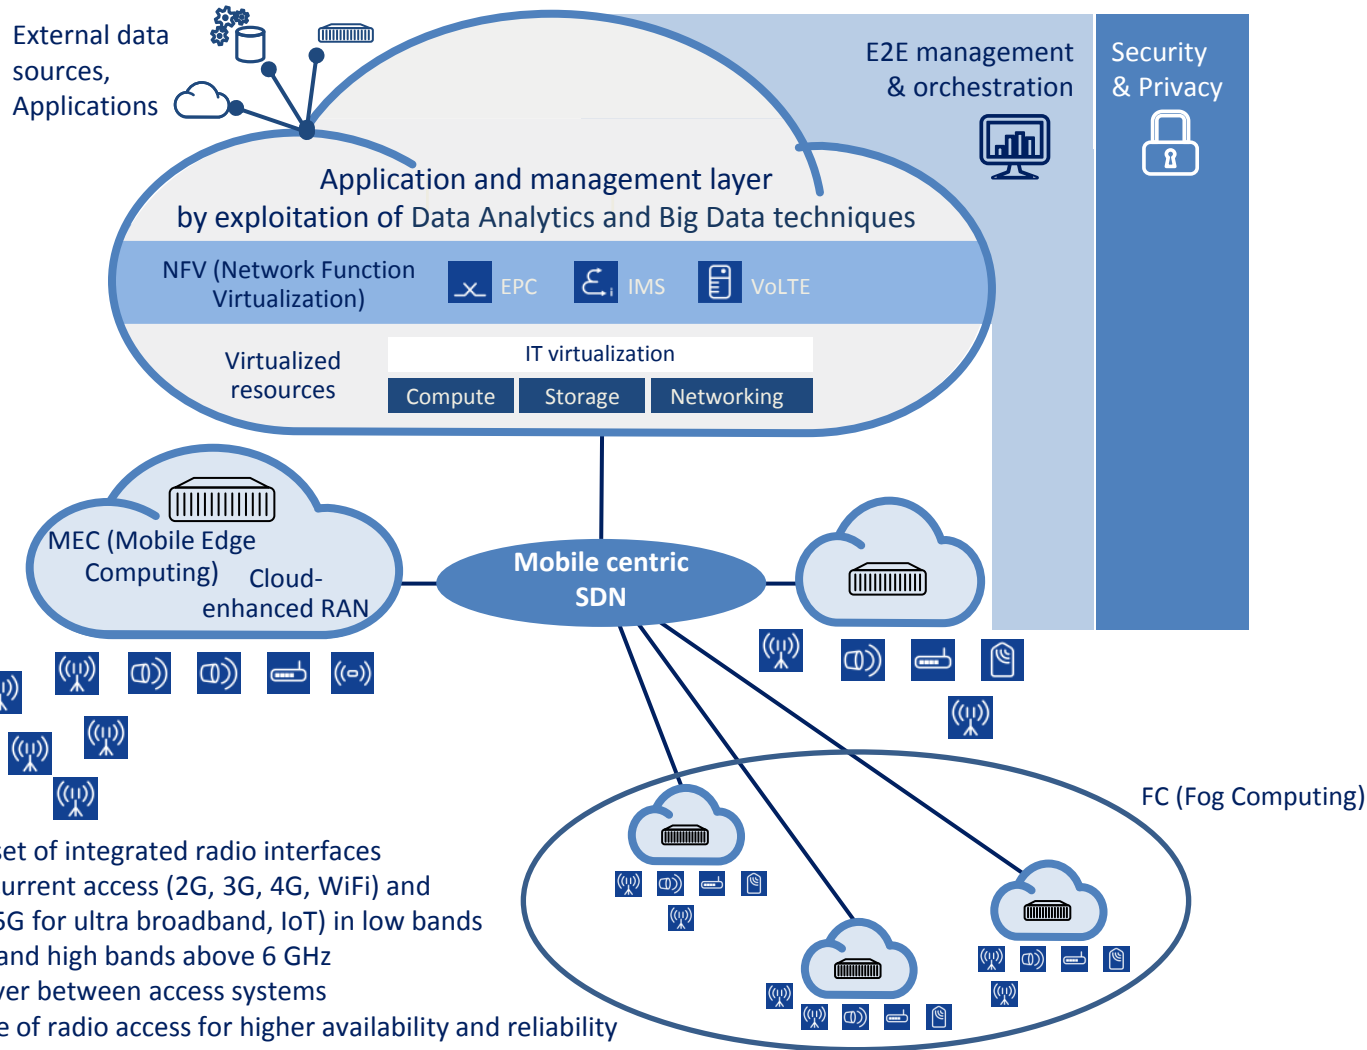 External data
sources,
Applications
E2E management
& orchestration
Security
& Privacy
Application and management layer
by exploitation of Data Analytics and Big Data techniques
NFV (Network Function
Virtualization)
EPC
IMS
VoLTE
Virtualized
resources
IT virtualization
Compute
Storage
Networking
MEC (Mobile Edge
Computing)
Cloud-
enhanced RAN
Mobile centric
SDN
FC (Fog Computing)
set of integrated radio interfaces
current access (2G, 3G, 4G, WiFi) and
5G for ultra broadband, IoT) in low bands
and high bands above 6 GHz
between access systems
of radio access for higher availability and reliability